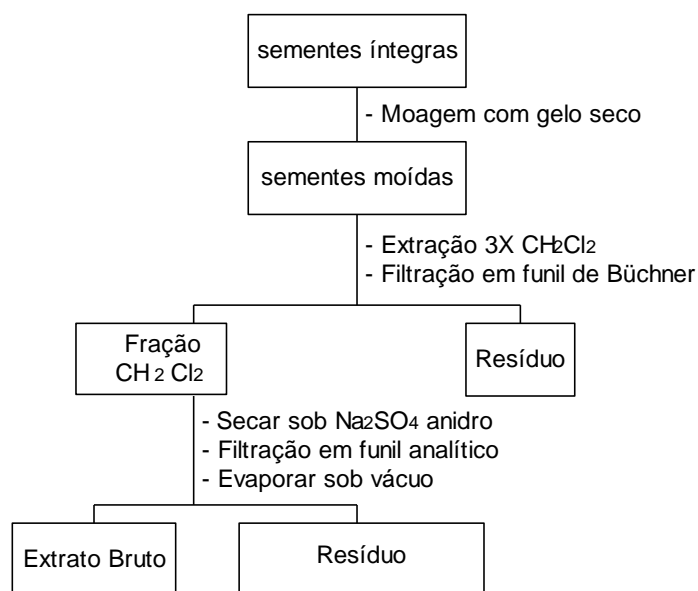 sementes íntegras
- Moagem com gelo seco
sementes moídas
- Extração 3X CH2Cl2
- Filtração em funil de Büchner
Fração
CH2Cl2
Resíduo
- Secar sob Na2SO4 anidro
- Filtração em funil analítico
- Evaporar sob vácuo
Extrato Bruto
Resíduo